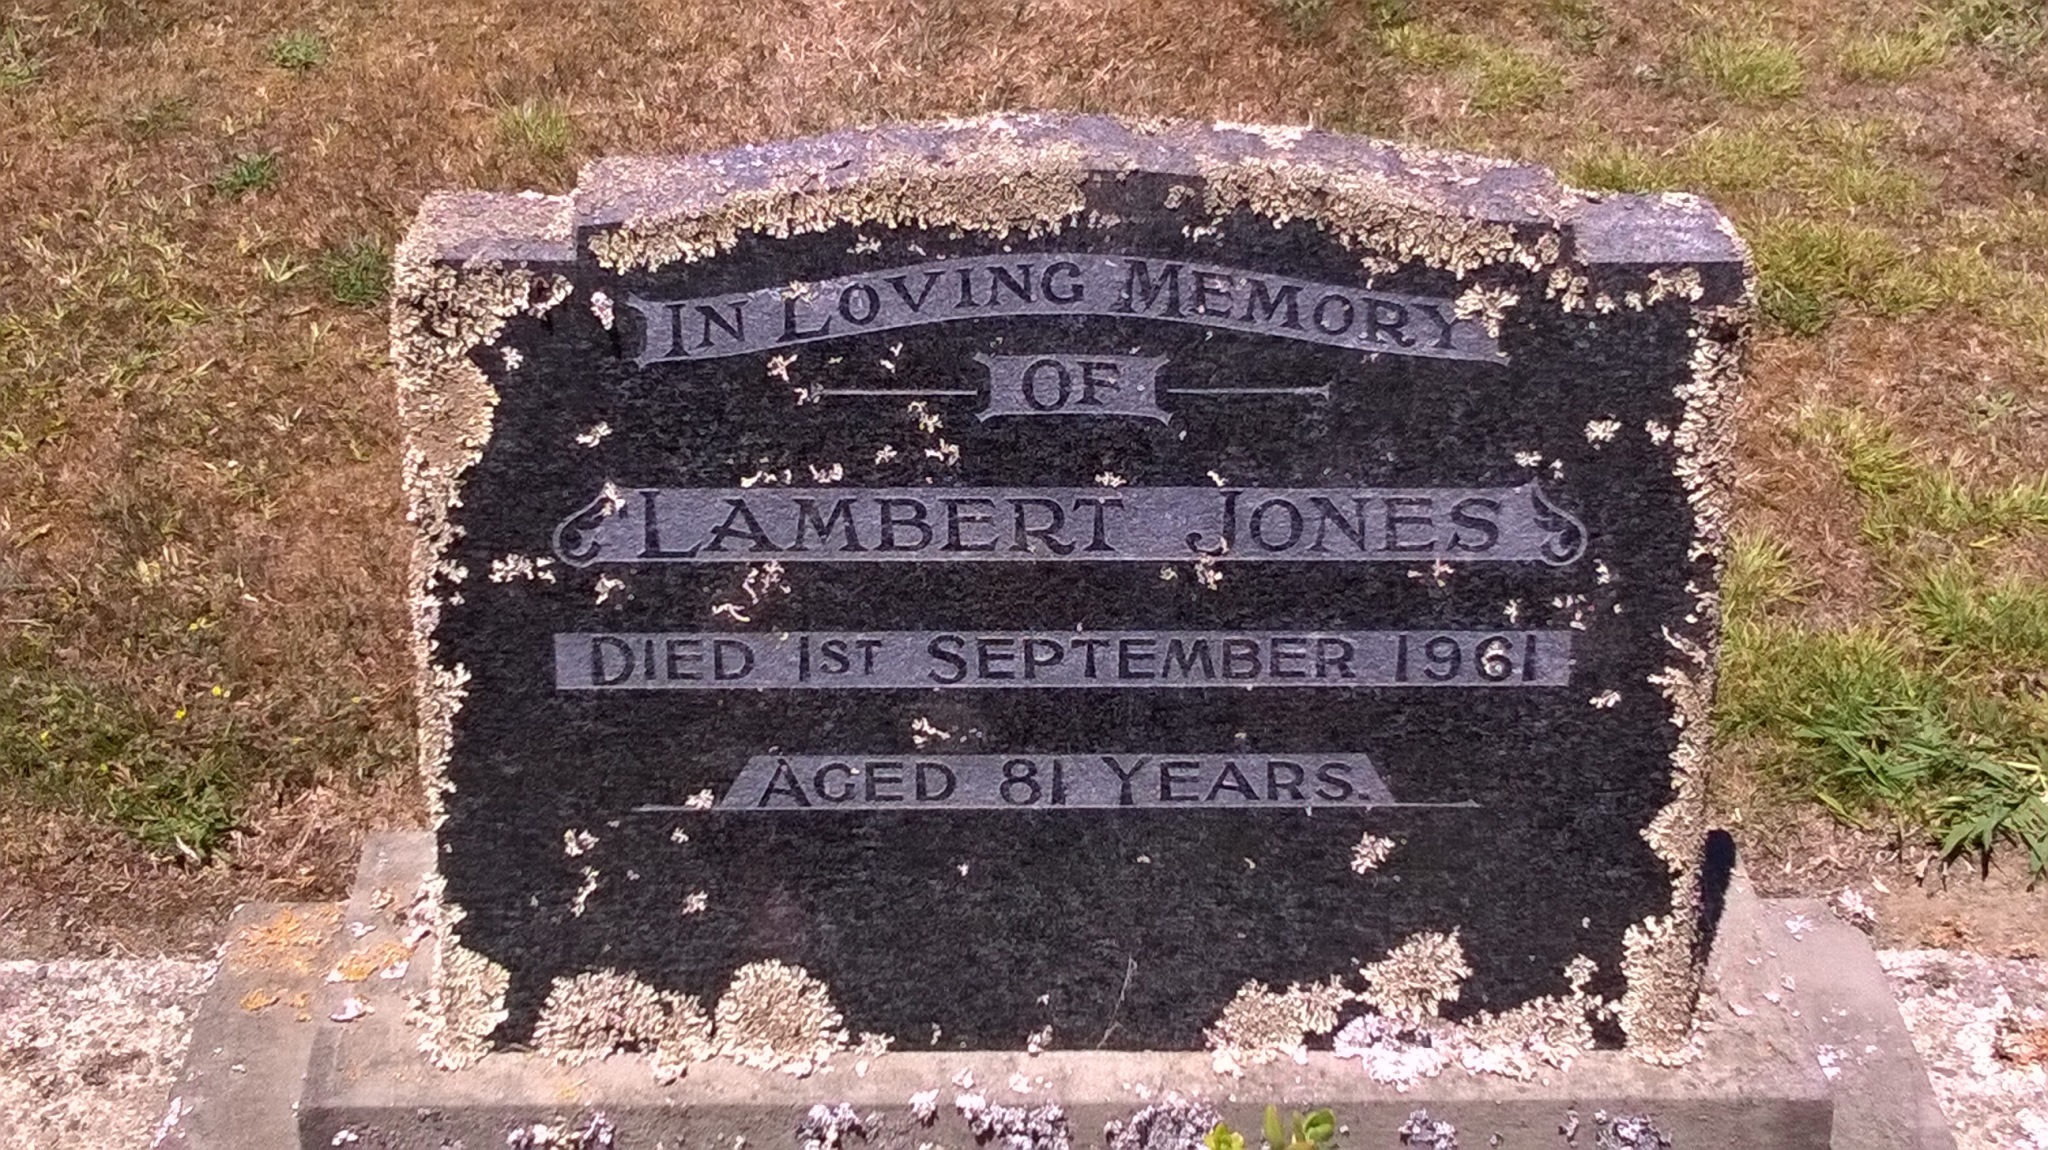 IN LOVING MEMORY
OF
LAMBERT JONES
DIED 1ST SEPTEMBER 1961
AGED 81 YEARS.